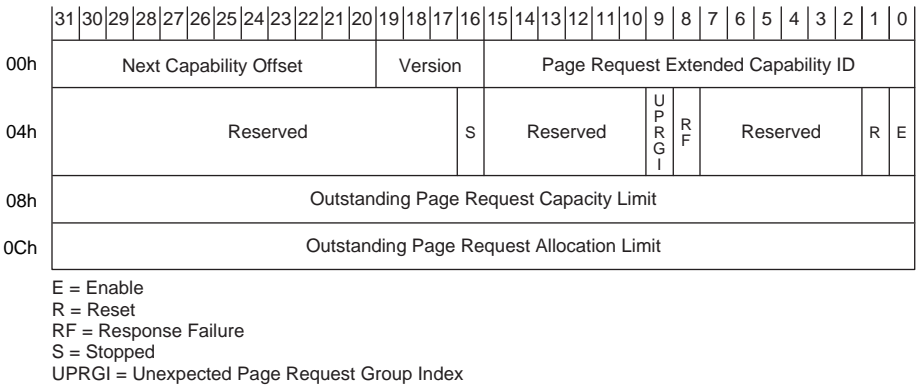 31 30 29 28 27 26 25 24 23 22 21 20 19 18 17 16 15 14 13 12 11 10 9 8 7 6 5 4 3 2 1 0
00h Next Capability Offset Version Page Request Extended Capability ID
04h Reserved S Reserved UPRGI RF Reserved R E
08h Outstanding Page Request Capacity Limit
0Ch Outstanding Page Request Allocation Limit
E = Enable
R = Reset
RF = Response Failure
S = Stopped
UPRGI = Unexpected Page Request Group Index